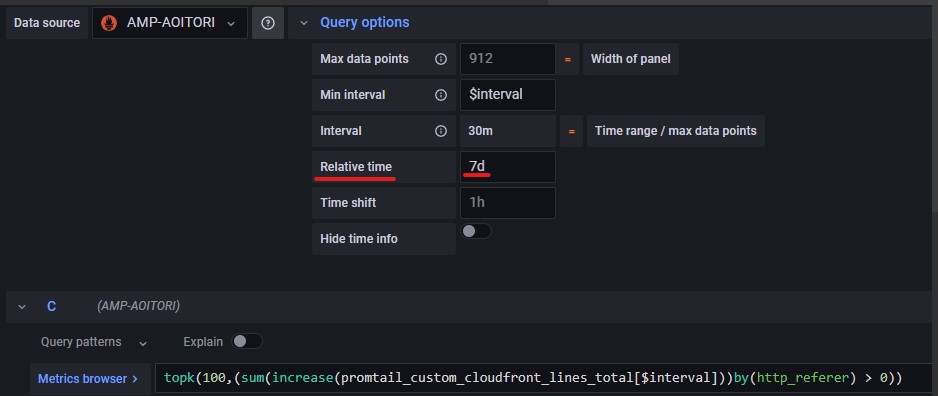 Data source AMP-AOITORI Query options
Max data points 912 = Width of panel
Min interval $interval
Interval 30m = Time range / max data points
Relative time 7d
Time shift 1h
Hide time info
C (AMP-AOITORI)
Query patterns Explain
Metrics browser > topk(100,(sum(increase(promtail_custom_cloudfront_lines_total[$interval]))by(http_referer) > 0))